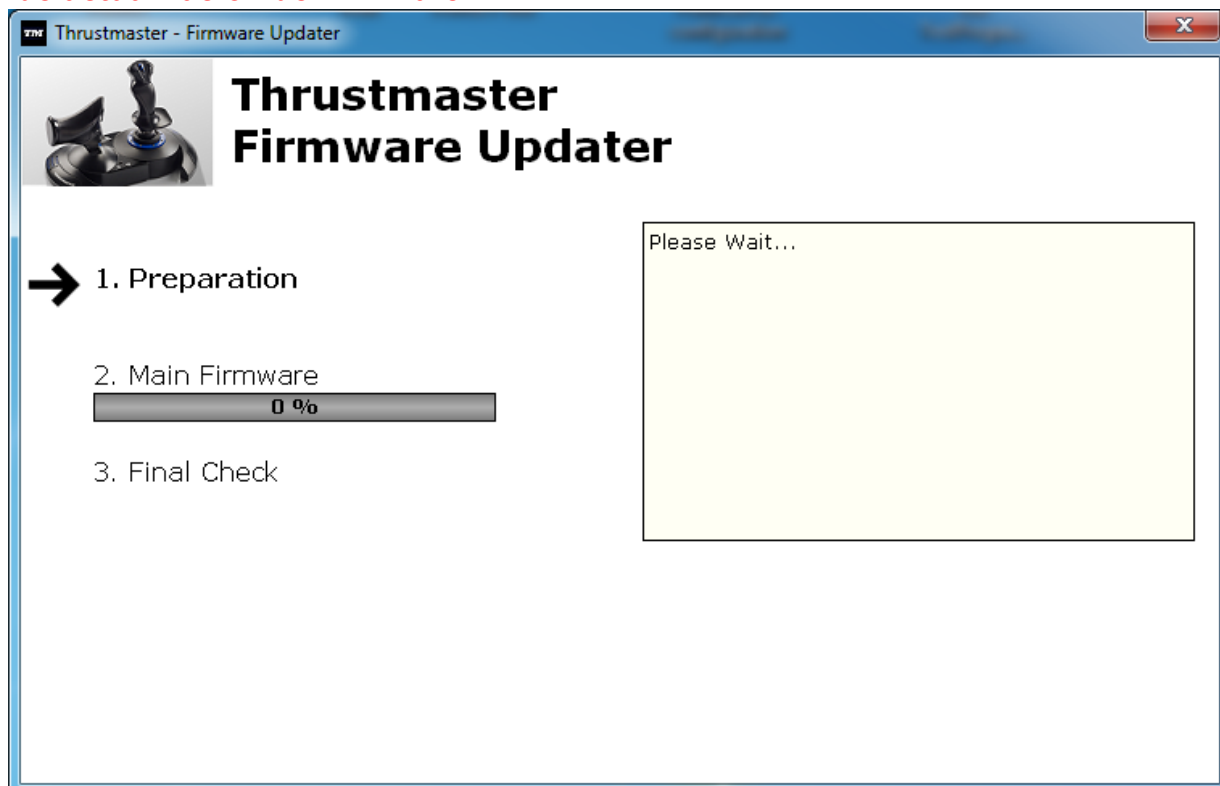 Thrustmaster - Firmware Updater
Thrustmaster
Firmware Updater
Please Wait...
1. Preparation
2. Main Firmware
0 %
3. Final Check